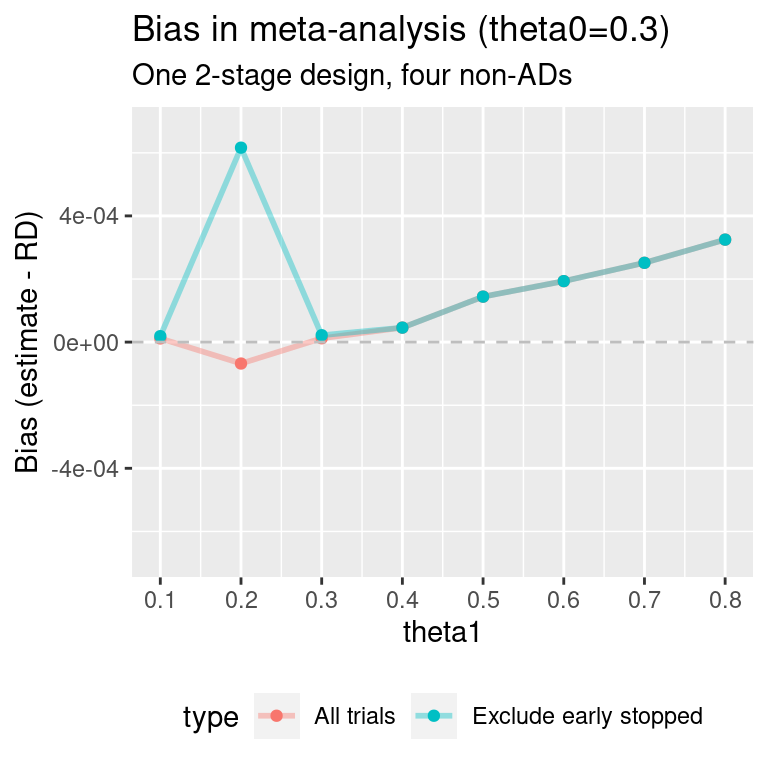 Bias in meta-analysis (theta0=0.3)
One 2-stage design, four non-ADs
Bias (estimate - RD)
4e-04
0e+00
-4e-04
0.1 0.2 0.3 0.4 0.5 0.6 0.7 0.8
theta1
type All trials Exclude early stopped